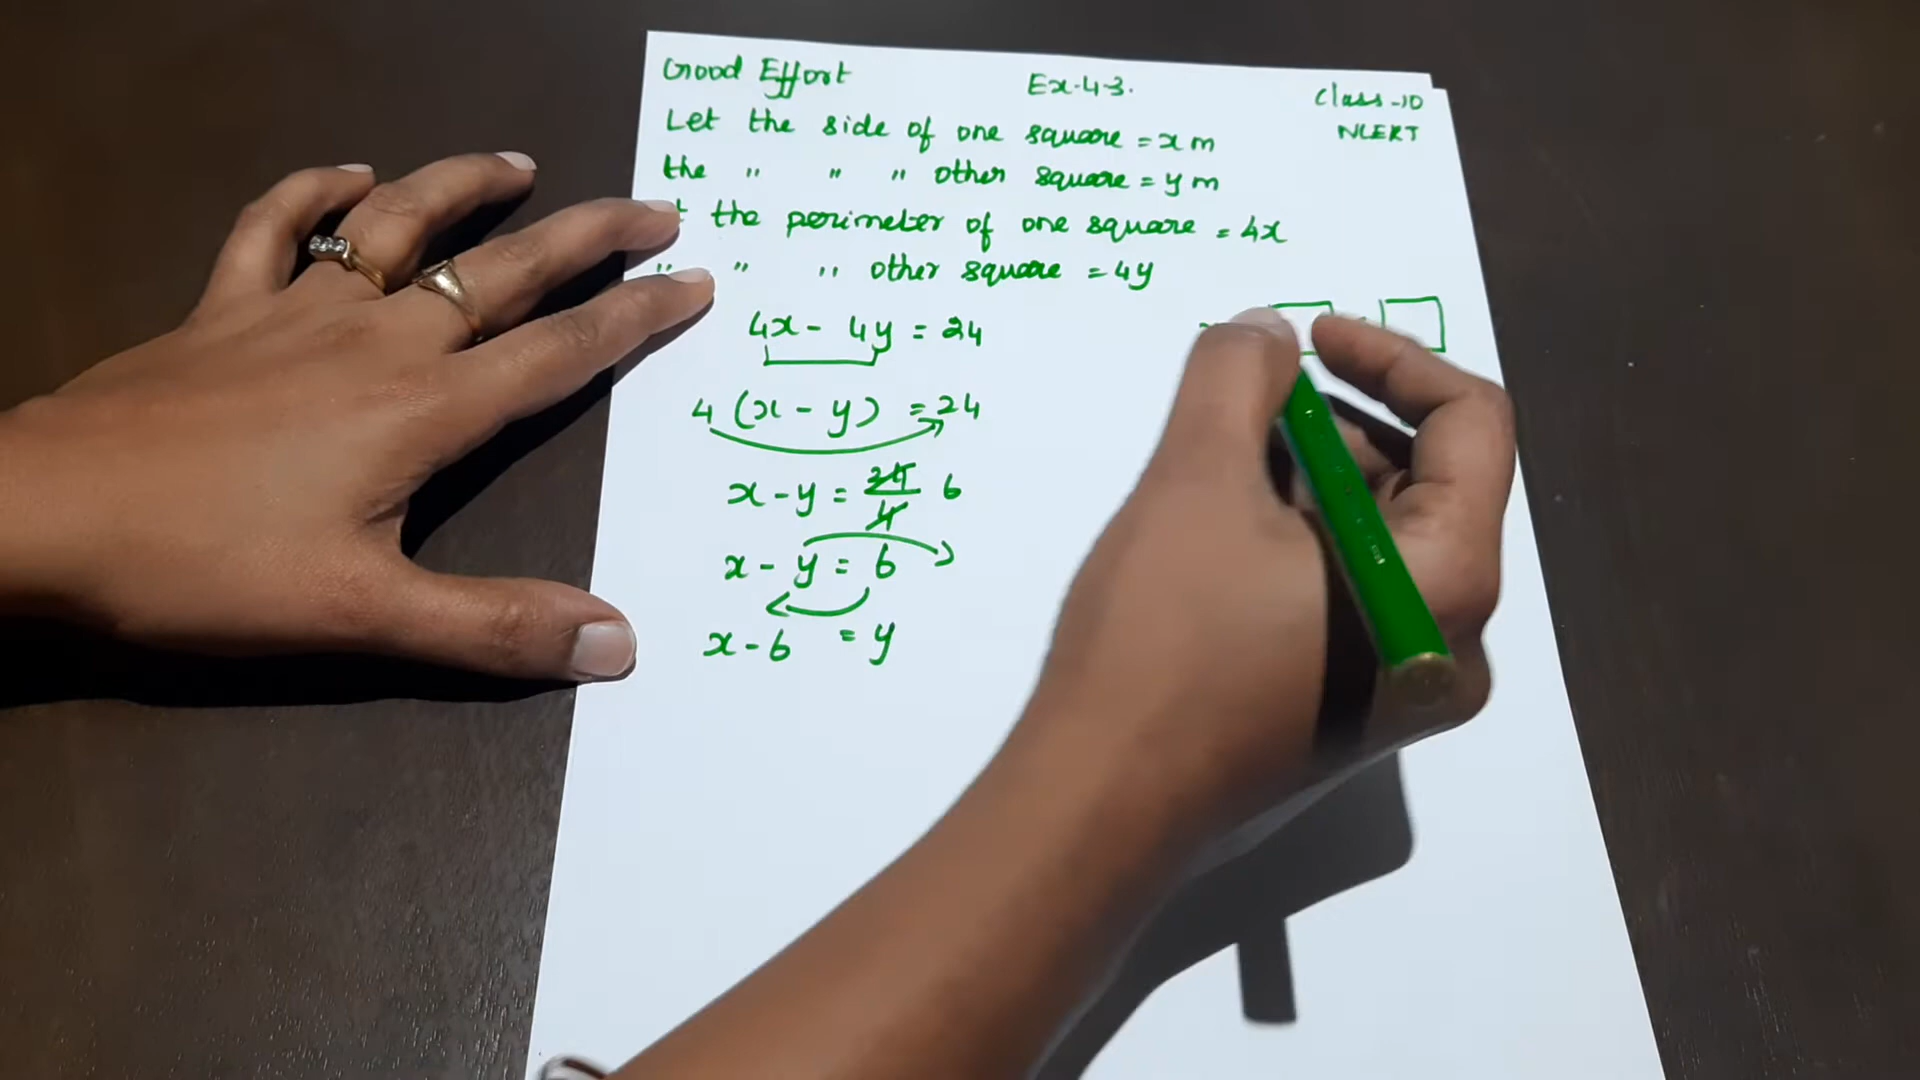 Good Effort Ex-4-3. Class-10
NCERT
Let the side of one square = x m
the " " " other square = y m
the perimeter of one square = 4x
" " " other square = 4y
4x - 4y = 24
4 (x - y) = 24
x - y = 24/4 6
x - y = 6
x - 6 = y